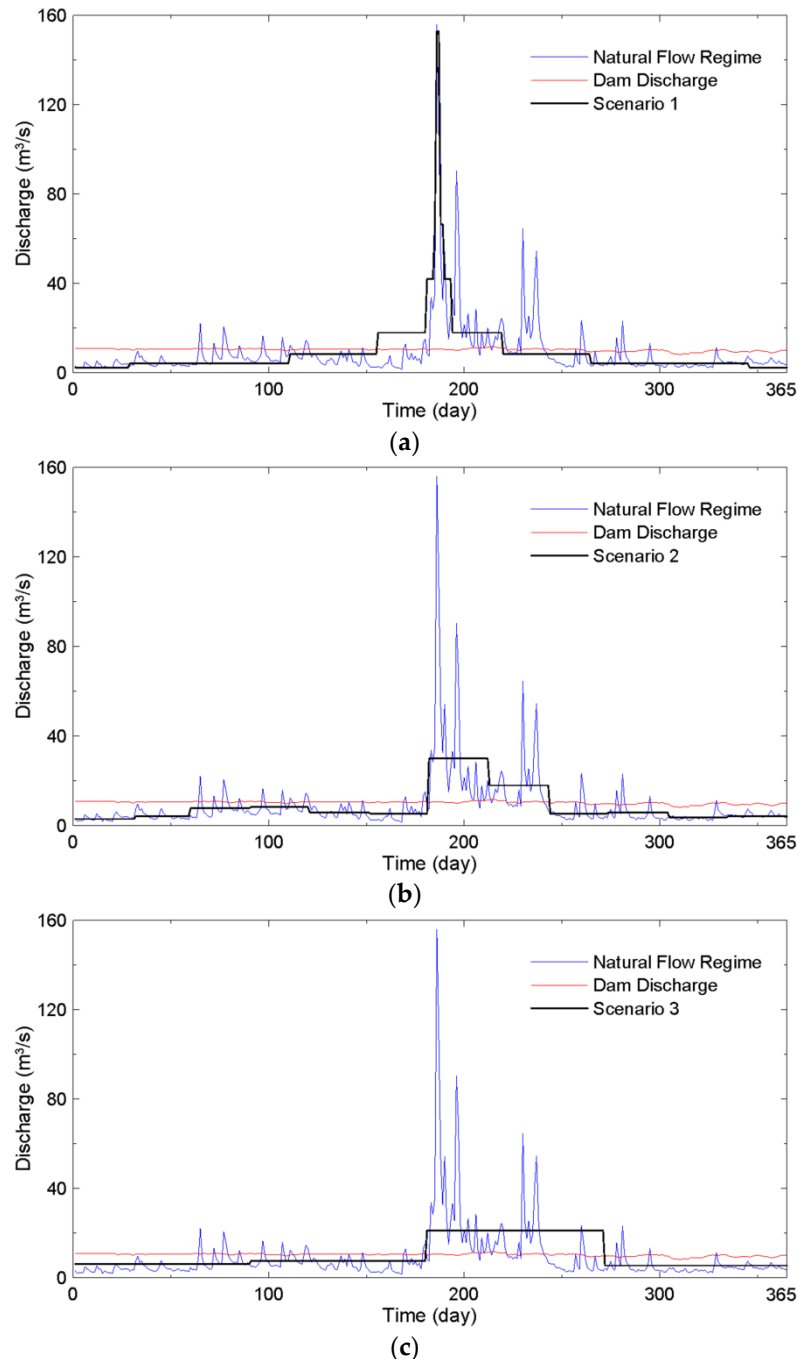 160
120
80
40
0
Discharge (m³/s)
Natural Flow Regime
Dam Discharge
Scenario 1
0
100
200
300
365
Time (day)
(a)
160
120
80
40
0
Discharge (m³/s)
Natural Flow Regime
Dam Discharge
Scenario 2
0
100
200
300
365
Time (day)
(b)
160
120
80
40
0
Discharge (m³/s)
Natural Flow Regime
Dam Discharge
Scenario 3
0
100
200
300
365
Time (day)
(c)